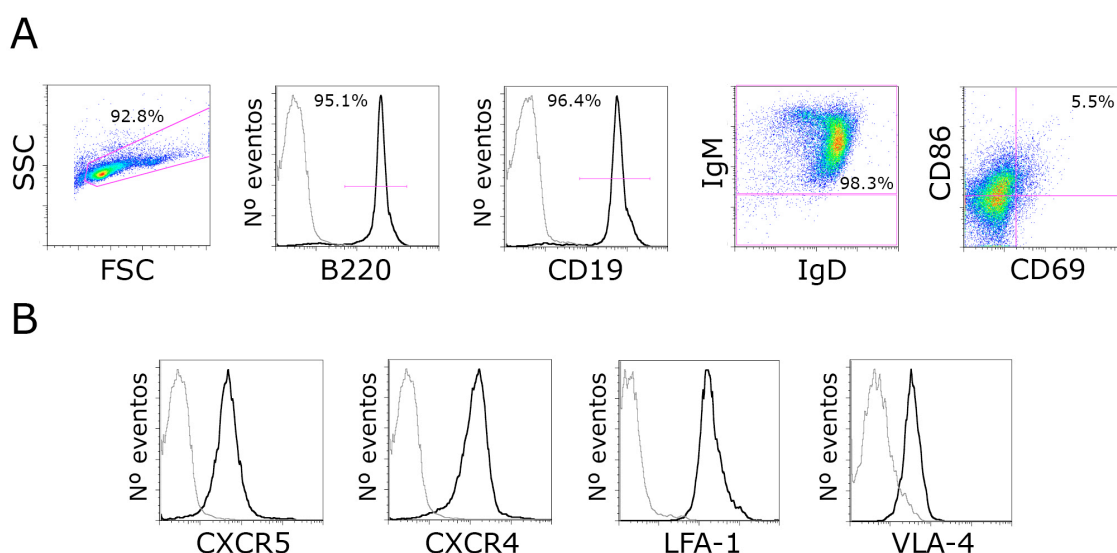 A
SSC
92.8%
FSC
Nº eventos
95.1%
B220
Nº eventos
96.4%
CD19
IgM
98.3%
IgD
CD86
5.5%
CD69
B
Nº eventos
CXCR5
Nº eventos
CXCR4
Nº eventos
LFA-1
Nº eventos
VLA-4